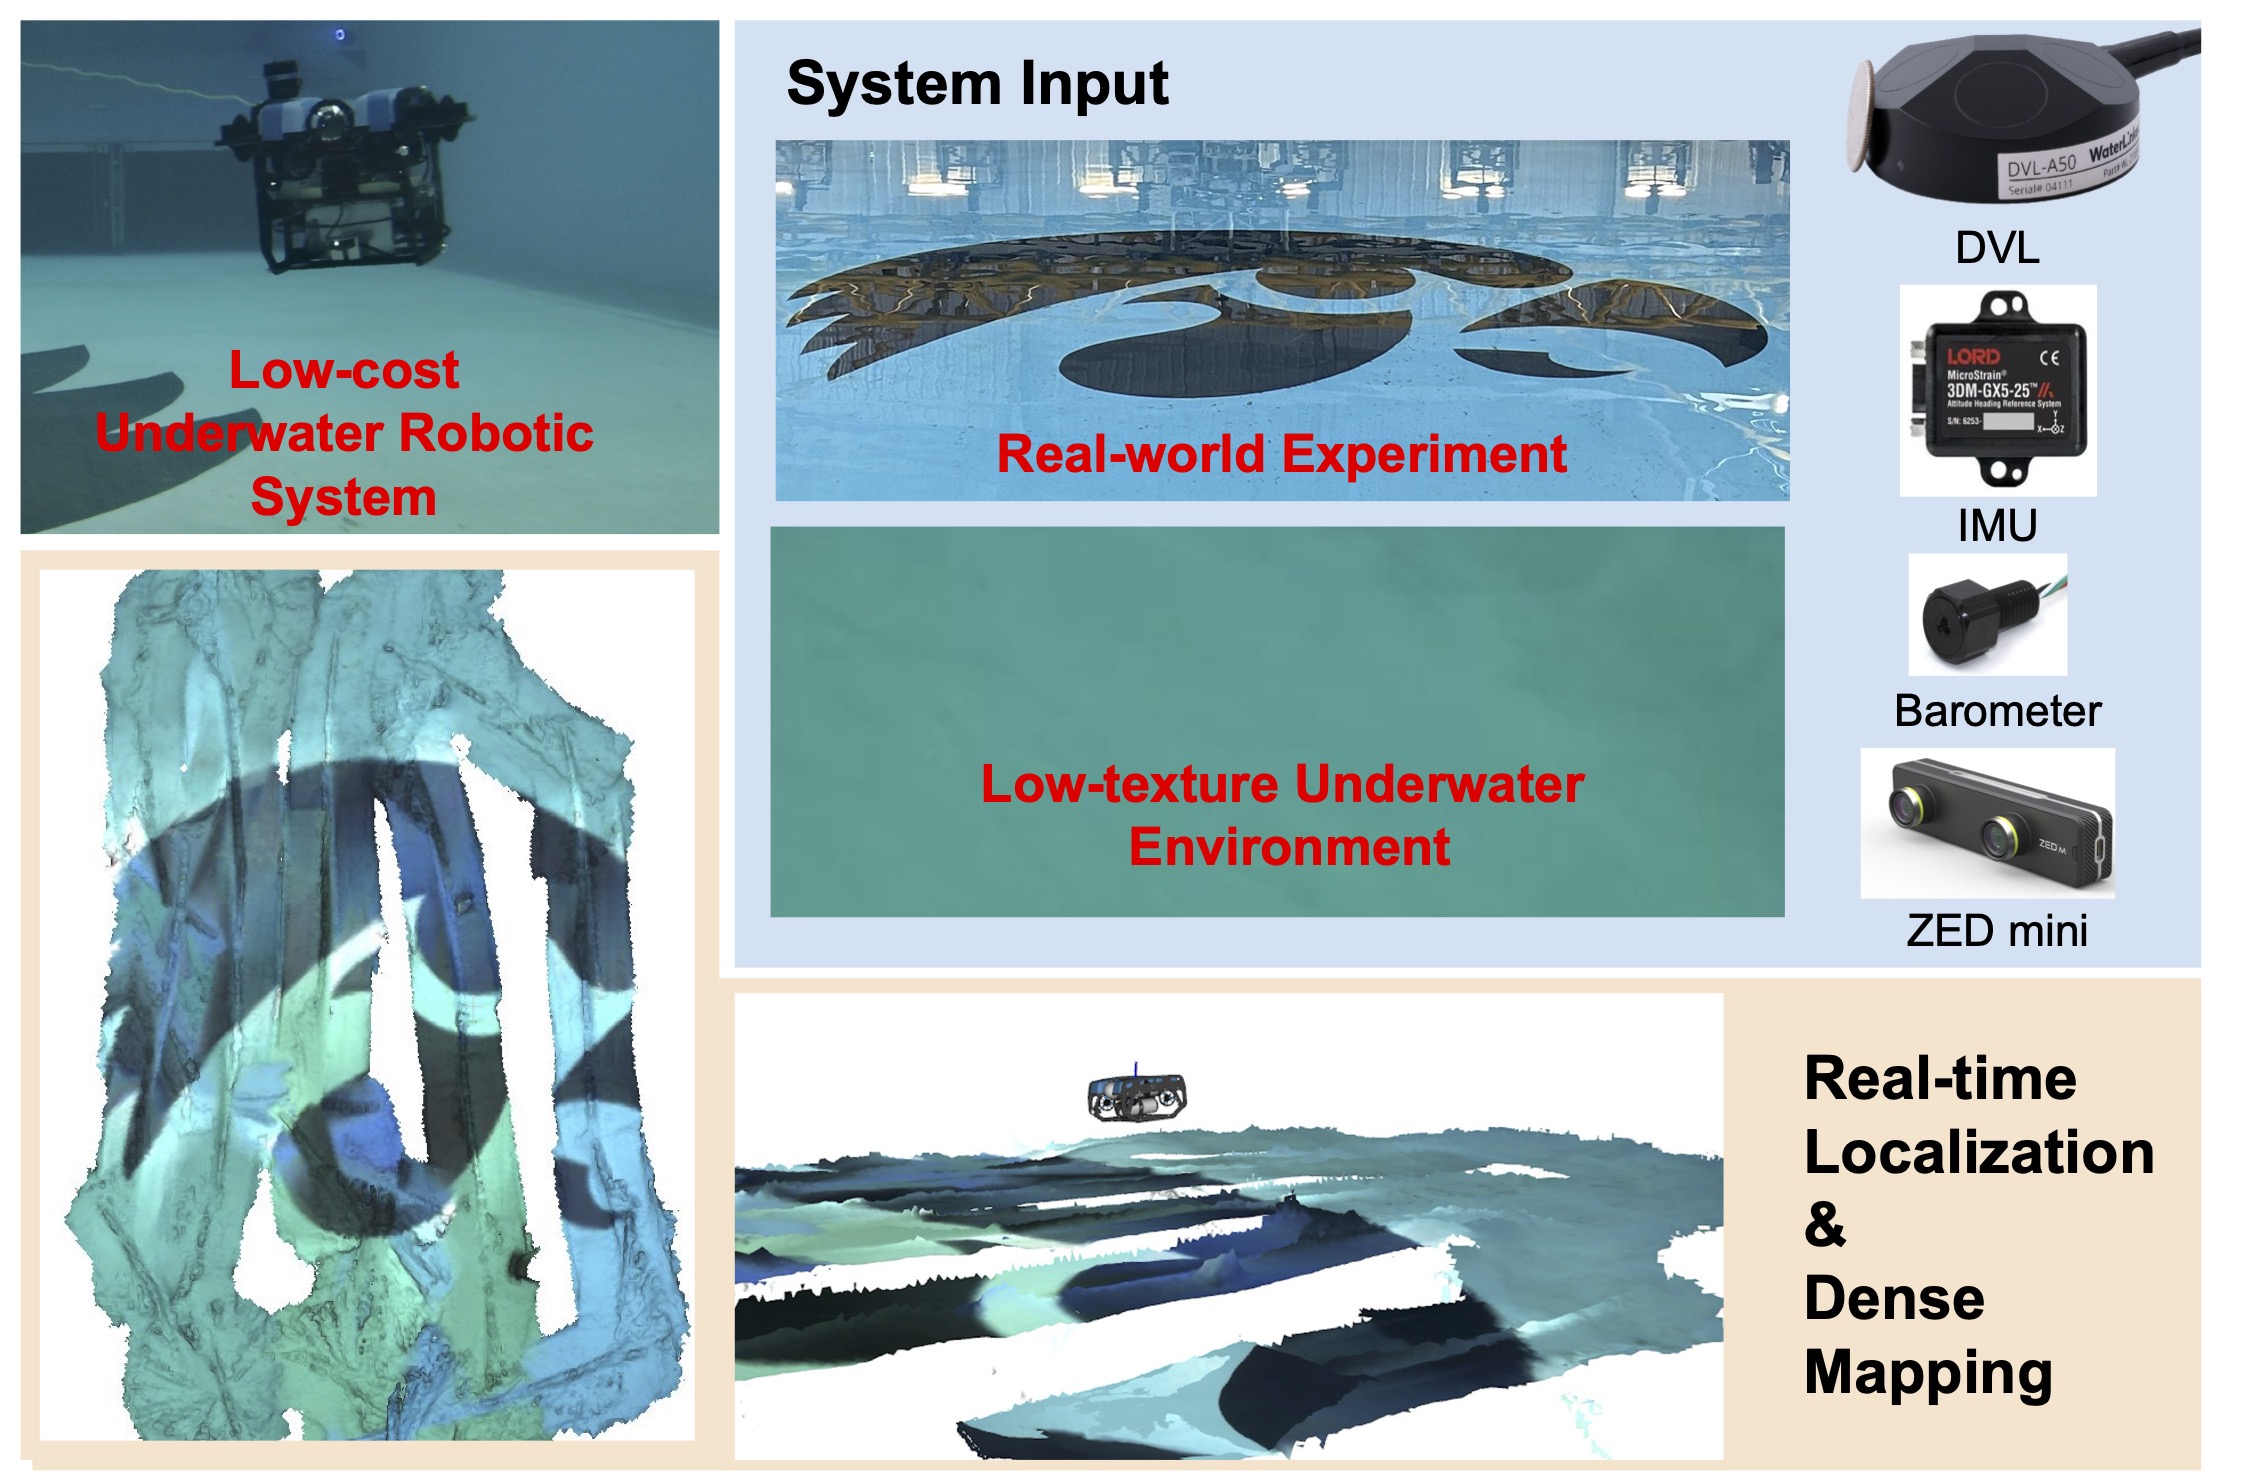 Low-cost
Underwater Robotic
System
System Input
Real-world Experiment
Low-texture Underwater
Environment
DVL-A50
Serial# 04111
DVL
LORD
CE
MicroStrain®
3DM-GX5-25™
Attitude Heading Reference System
S/N: 6253-
Y
X
Z
IMU
Barometer
ZED M
ZED mini
Real-time
Localization
&
Dense
Mapping